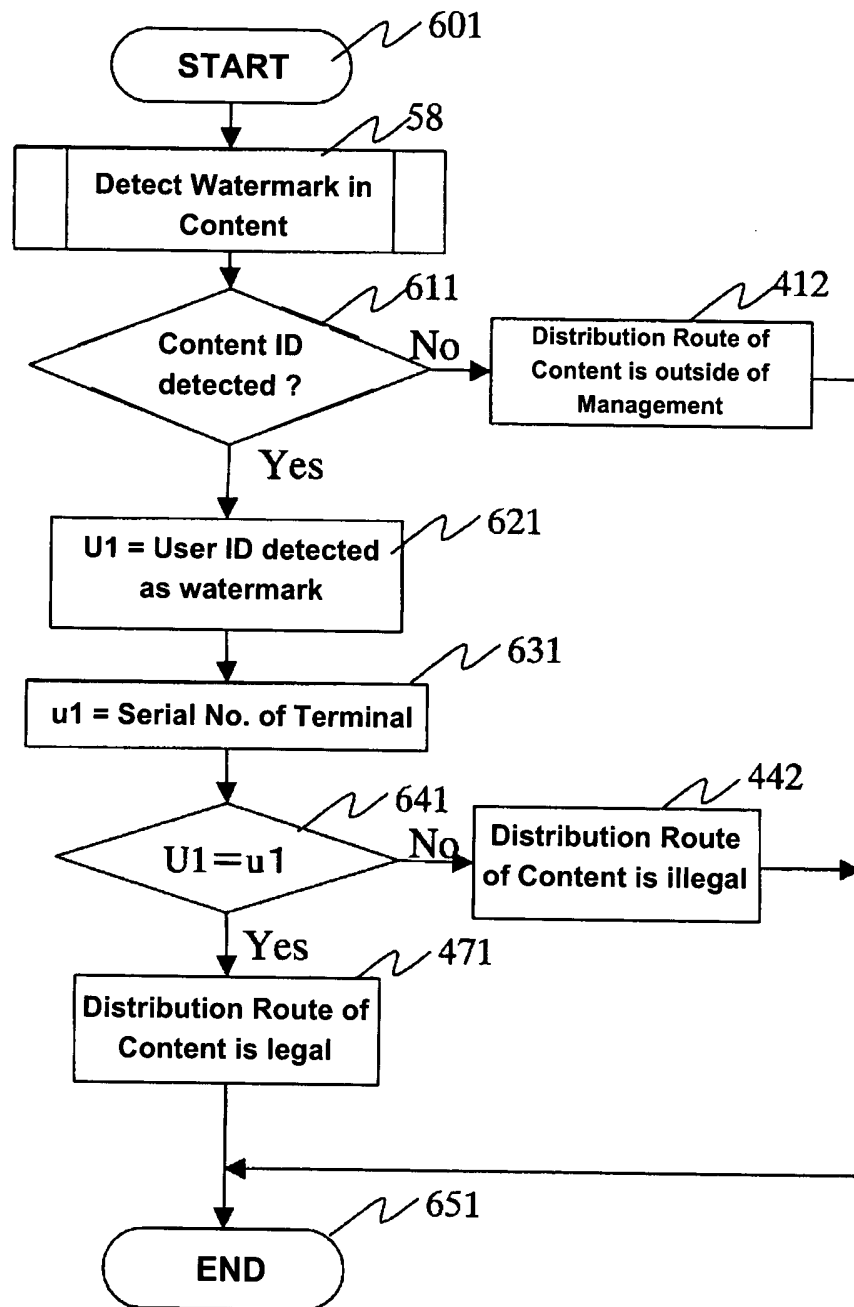 601
START
58
Detect Watermark in
Content
611
Content ID
detected ?
No
412
Distribution Route of
Content is outside of
Management
Yes
621
U1 = User ID detected
as watermark
631
u1 = Serial No. of Terminal
641
U1=u1
No
442
Distribution Route
of Content is illegal
Yes
471
Distribution Route of
Content is legal
651
END